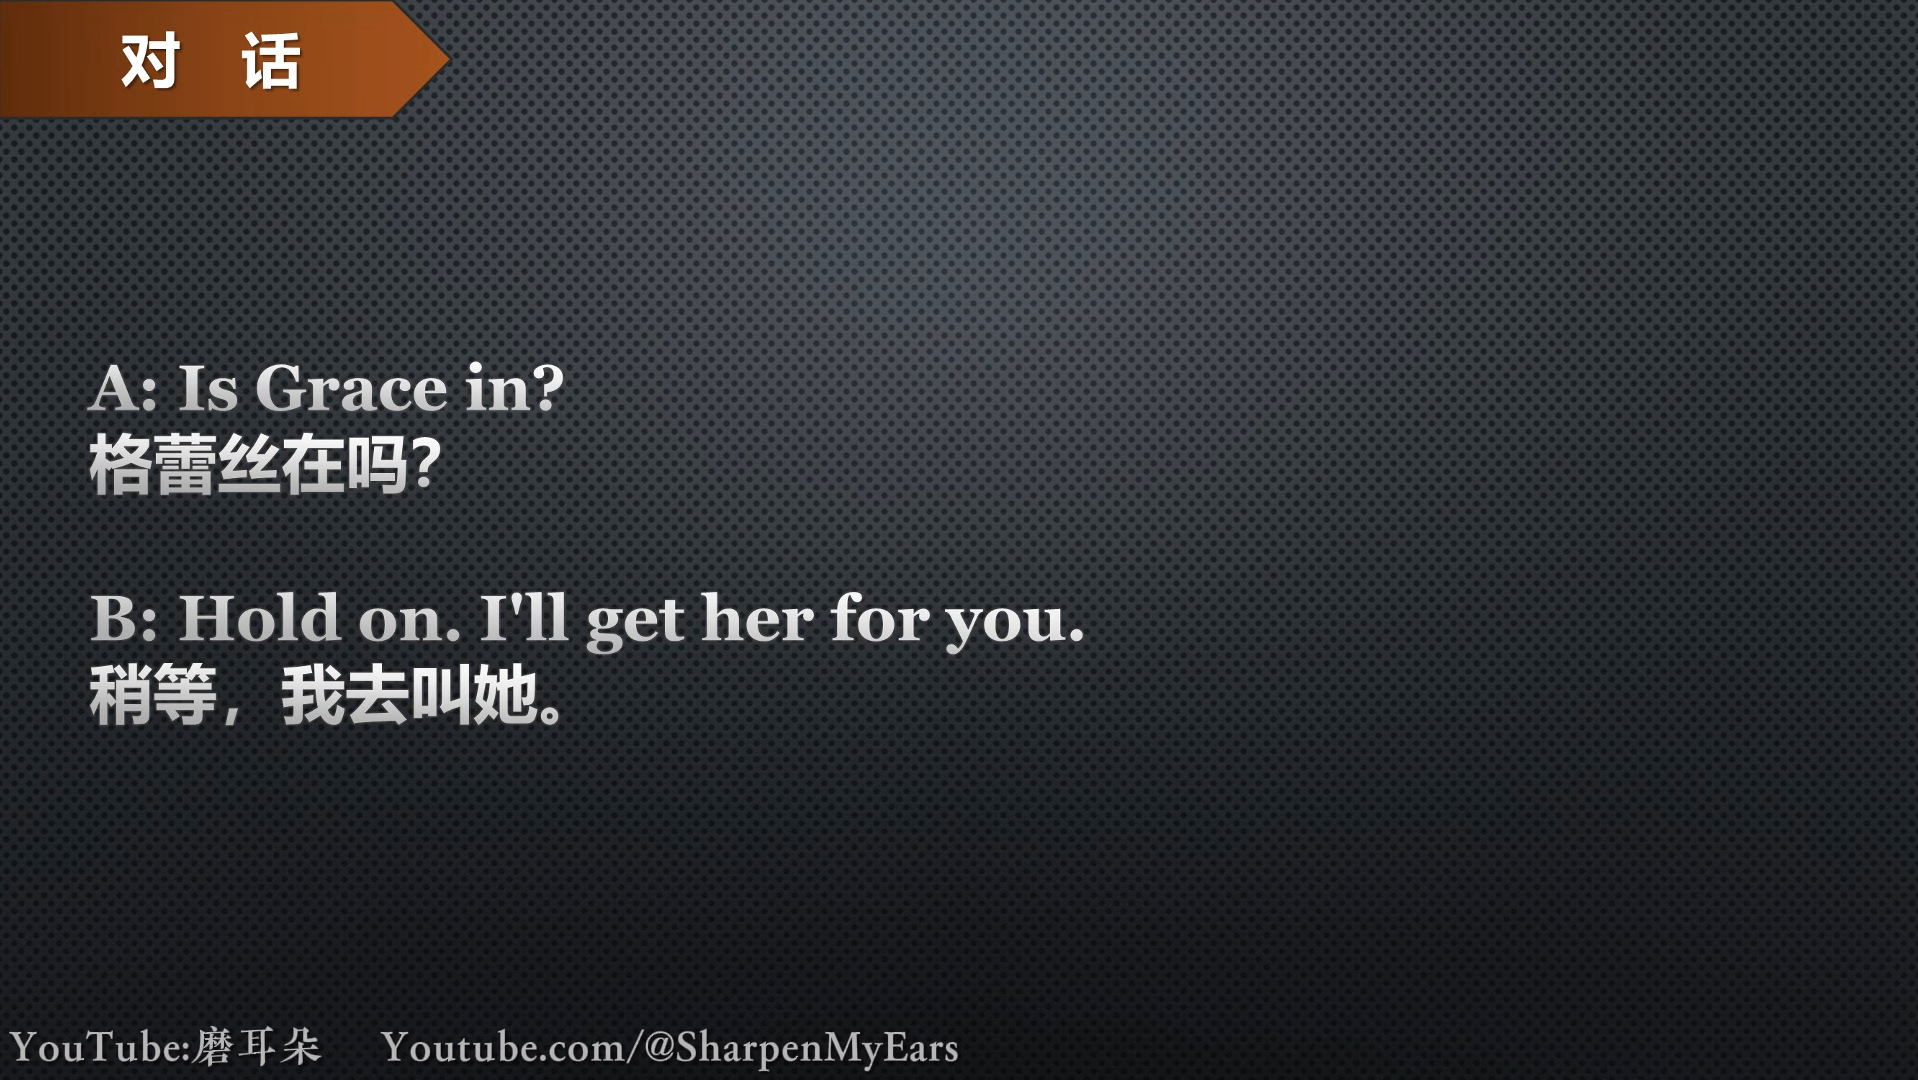 对 话
A: Is Grace in?
格蕾丝在吗？
B: Hold on. I'll get her for you.
稍等，我去叫她。
YouTube:磨耳朵 Youtube.com/@SharpenMyEars